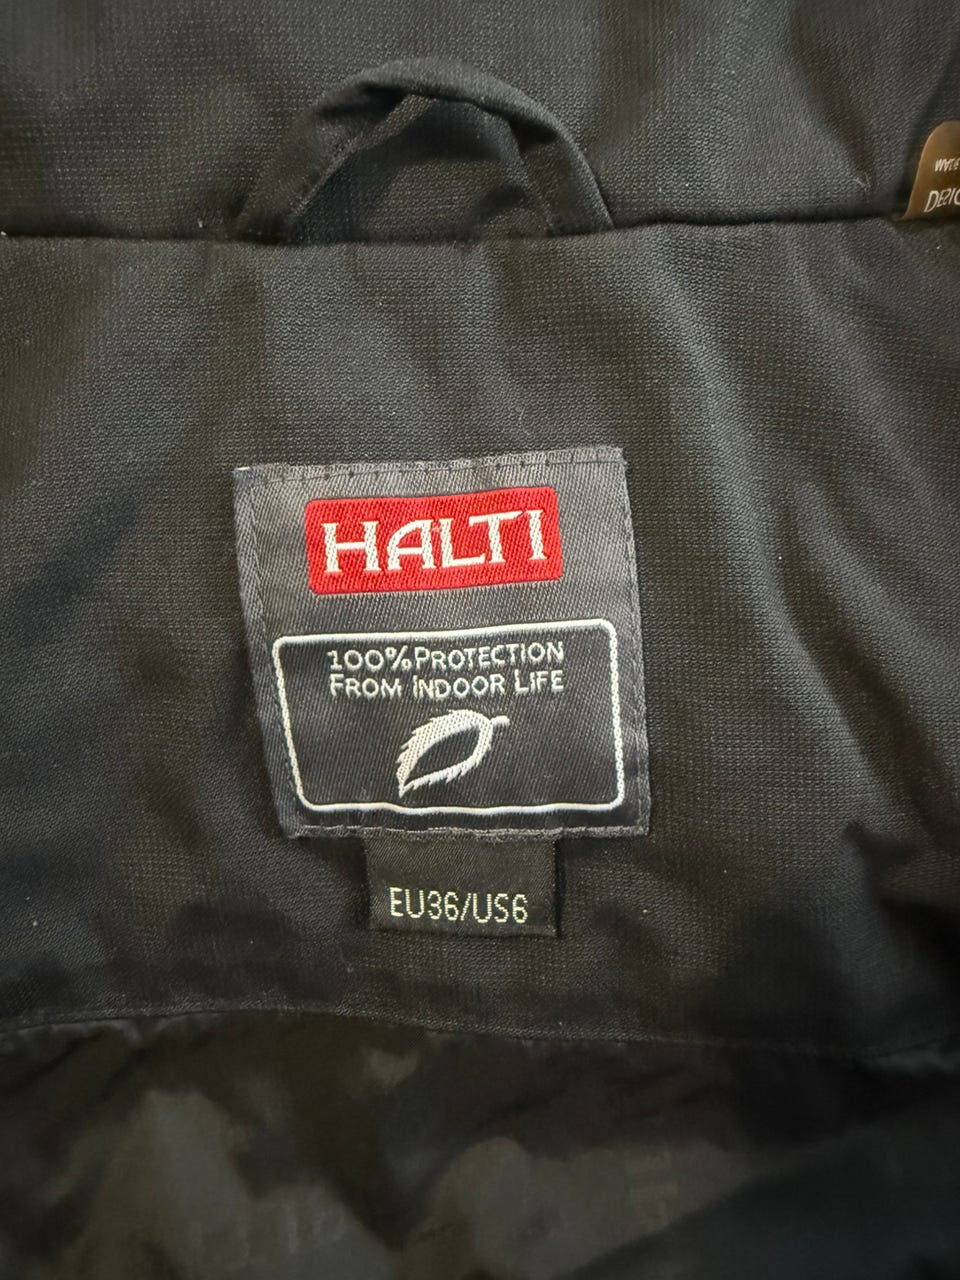 HALTI
100% PROTECTION
FROM INDOOR LIFE
EU36/US6